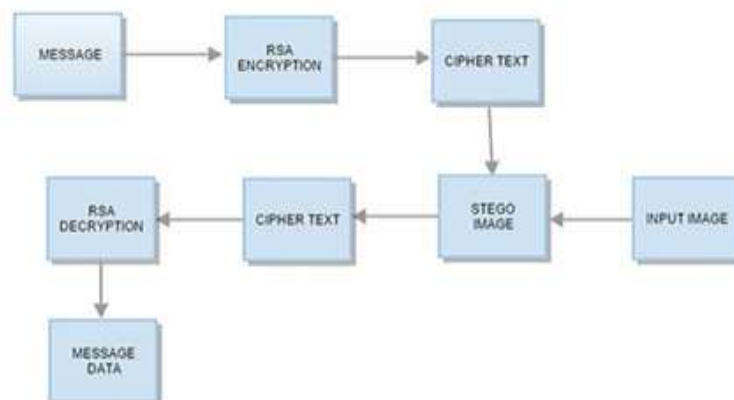 MESSAGE
RSA
ENCRYPTION
CIPHER TEXT
RSA
DECRYPTION
CIPHER TEXT
STEGO
IMAGE
INPUT IMAGE
MESSAGE
DATA